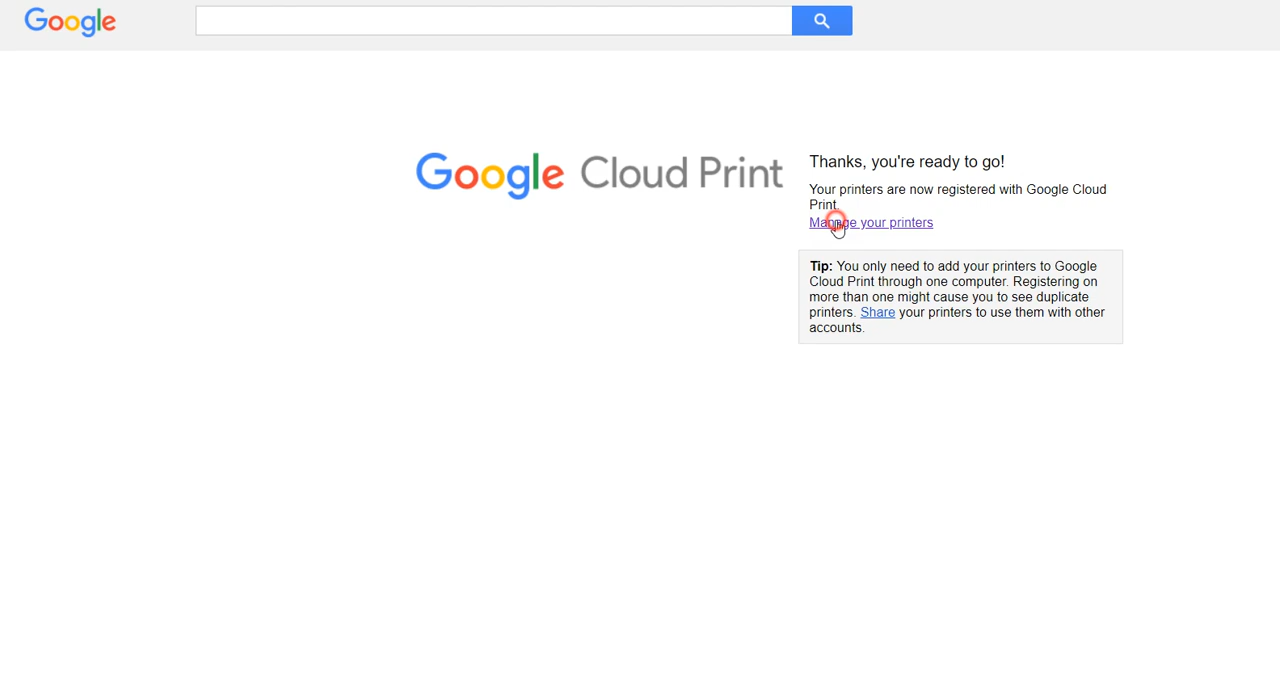 Google
Google Cloud Print
Thanks, you're ready to go!
Your printers are now registered with Google Cloud
Print.
Manage your printers
Tip: You only need to add your printers to Google
Cloud Print through one computer. Registering on
more than one might cause you to see duplicate
printers. Share your printers to use them with other
accounts.